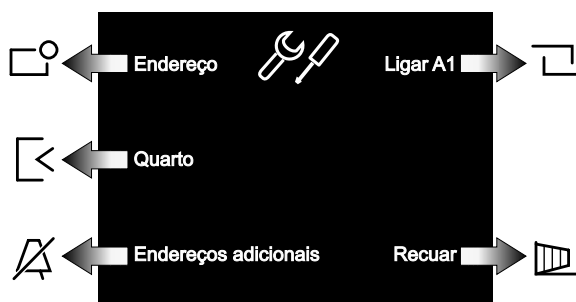 Endereço
Ligar A1
Quarto
Endereços adicionais
Recuar